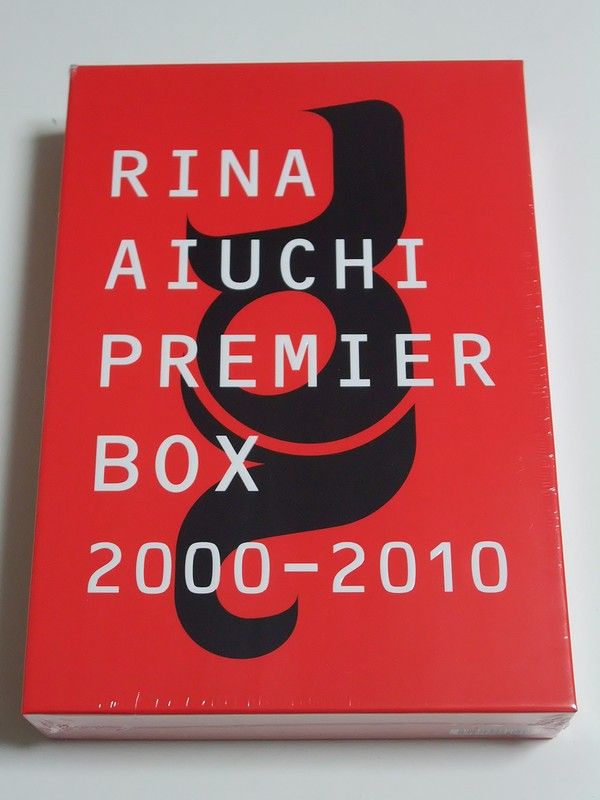 RINA
AIUCHI
PREMIER
BOX
2000-2010